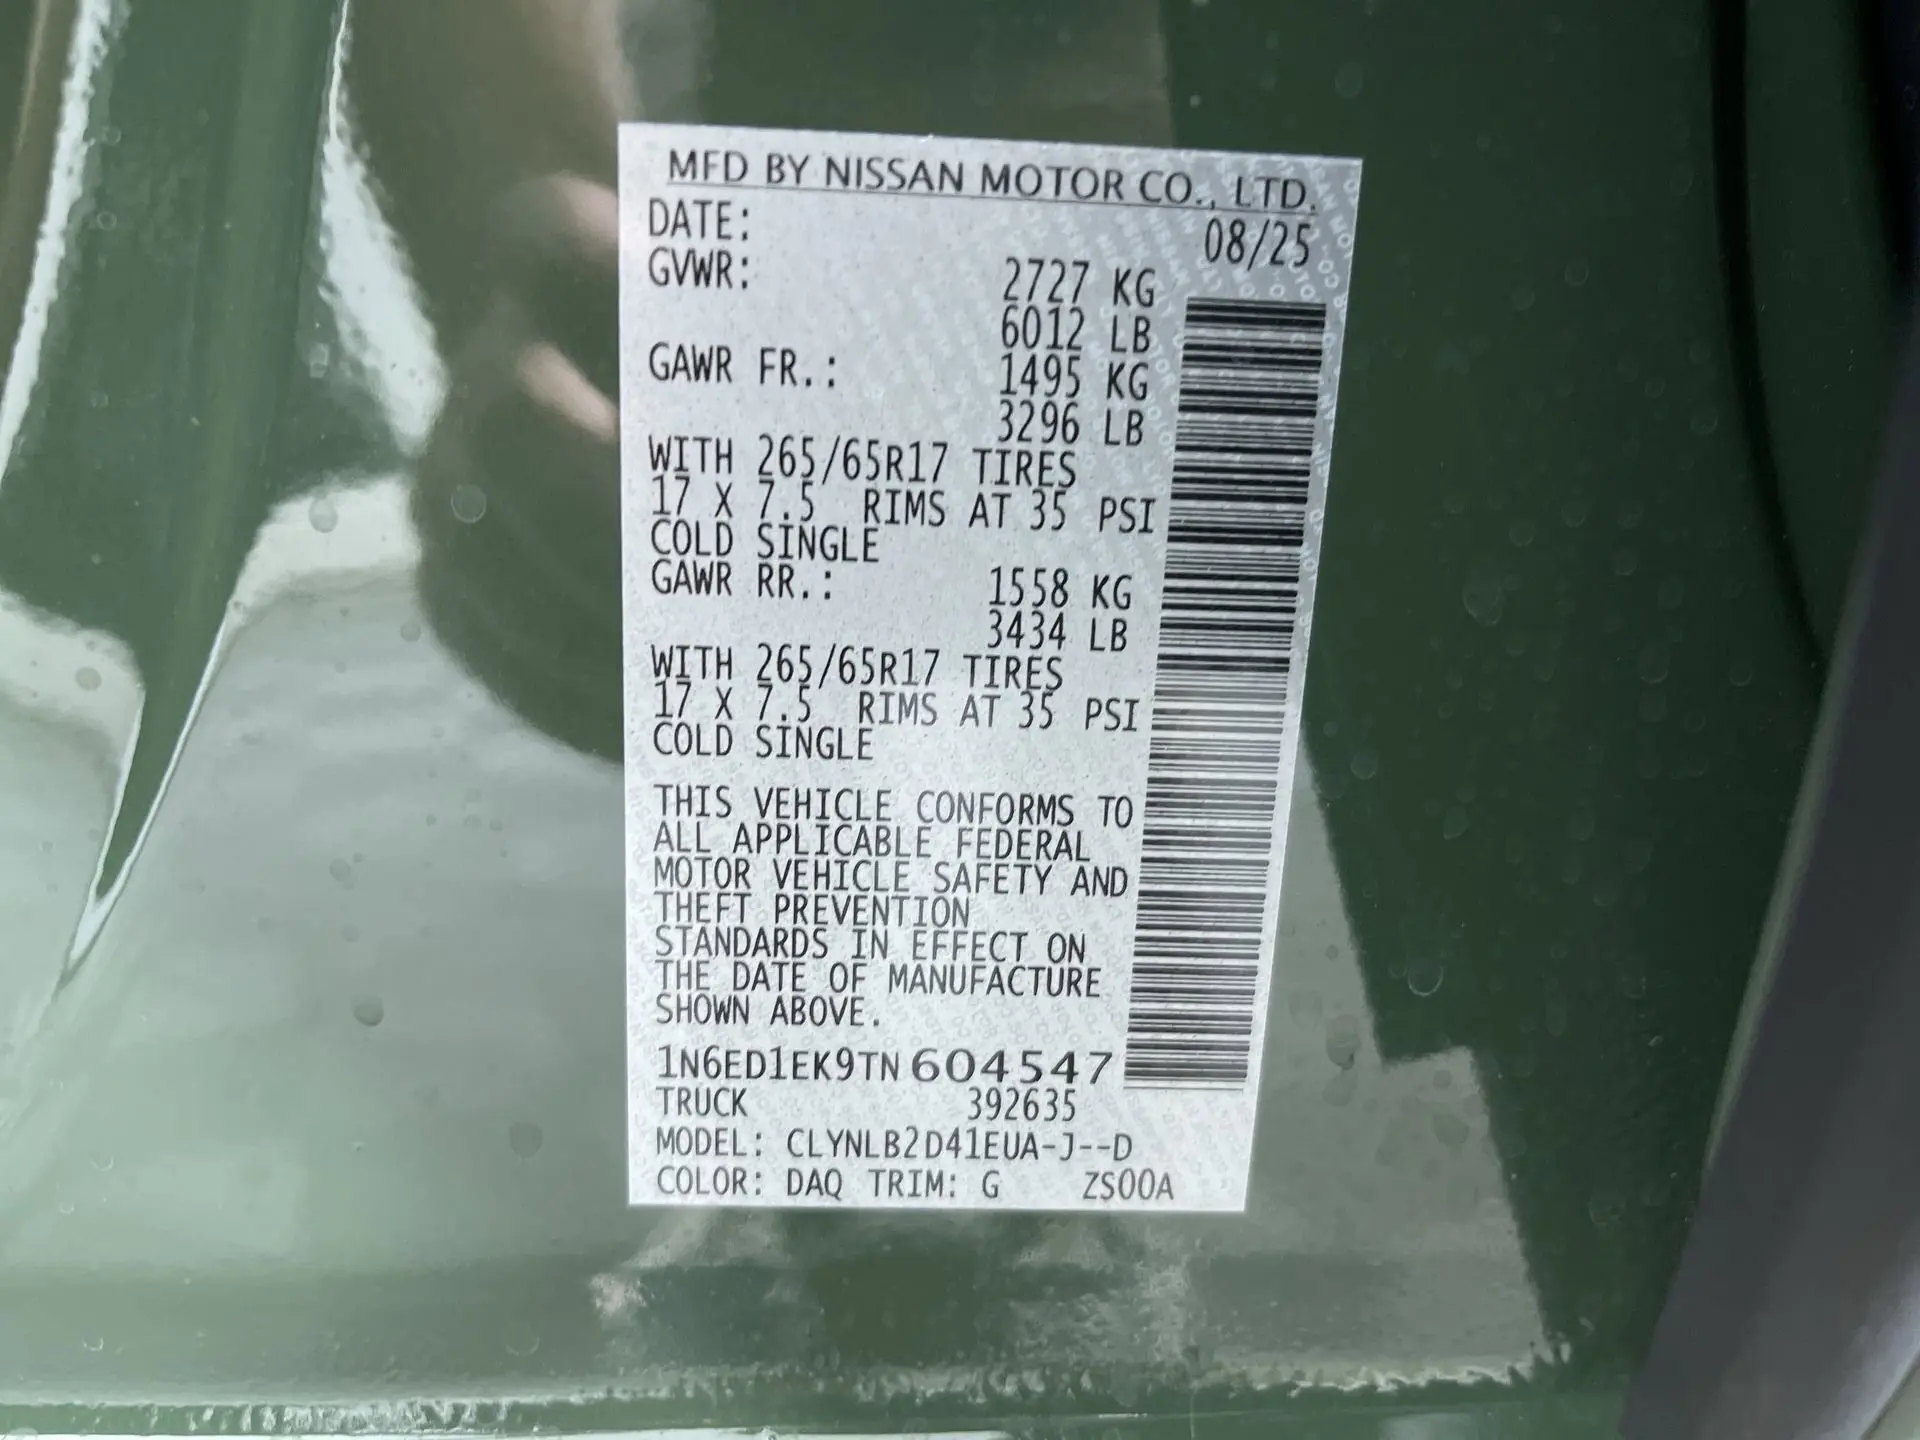 MFD BY NISSAN MOTOR CO., LTD.
DATE: 08/25
GVWR: 2727 KG
6012 LB
GAWR FR.: 1495 KG
3296 LB
WITH 265/65R17 TIRES
17 X 7.5 RIMS AT 35 PSI
COLD SINGLE
GAWR RR.: 1558 KG
3434 LB
WITH 265/65R17 TIRES
17 X 7.5 RIMS AT 35 PSI
COLD SINGLE
THIS VEHICLE CONFORMS TO
ALL APPLICABLE FEDERAL
MOTOR VEHICLE SAFETY AND
THEFT PREVENTION
STANDARDS IN EFFECT ON
THE DATE OF MANUFACTURE
SHOWN ABOVE.
1N6ED1EK9TN604547
TRUCK 392635
MODEL: CLYNLB2D41EUA-J--D
COLOR: DAQ TRIM: G ZS00A